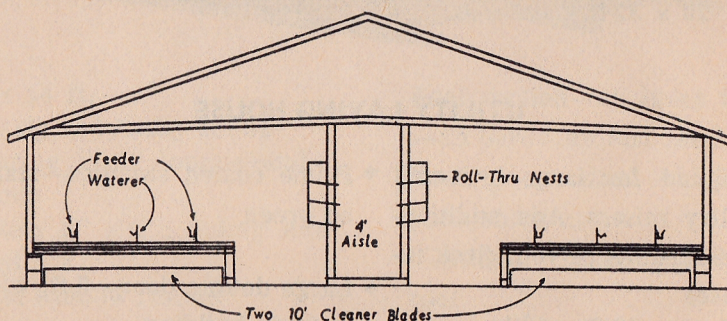 Feeder
Waterer
Roll-Thru Nests
4'
Aisle
Two 10' Cleaner Blades